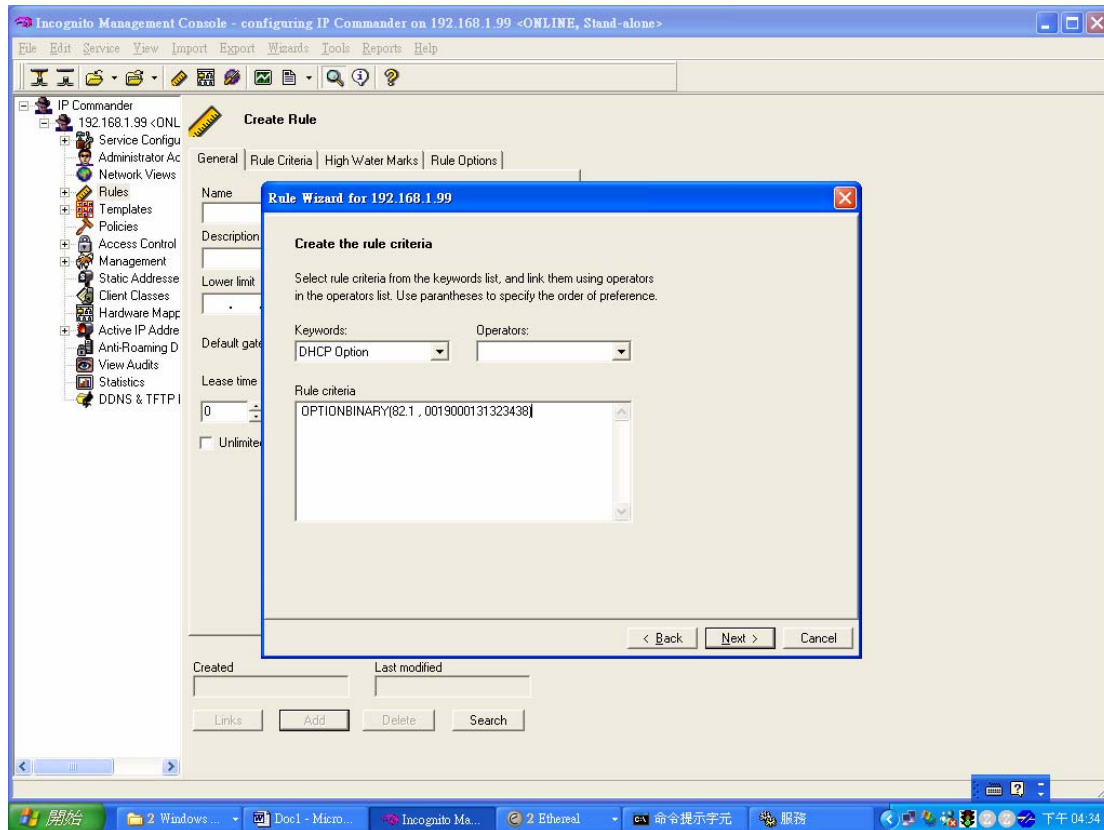 Incognito Management Console - configuring IP Commander on 192.168.1.99 <ONLINE, Stand-alone>
File Edit Service View Import Export Wizards Tools Reports Help
IP Commander
192.168.1.99 <ONL
Service Configu
Administrator Ac
Network Views
Rules
Templates
Policies
Access Control
Management
Static Addresse
Client Classes
Hardware Mapp
Active IP Addre
Anti-Roaming D
View Audits
Statistics
DDNS & TFTP
Create Rule
General Rule Criteria High Water Marks Rule Options
Name
Description
Lower limit
Default gate
Lease time
0
Unlimite
Rule Wizard for 192.168.1.99
Create the rule criteria
Select rule criteria from the keywords list, and link them using operators
in the operators list. Use parantheses to specify the order of preference.
Keywords: Operators:
DHCP Option
Rule criteria
OPTIONBINARY(82.1 , 0019000131323438)
< Back Next > Cancel
Created Last modified
Links Add Delete Search
開始 2 Windows ... Doc1 - Micro... Incognito Ma... 2 Ethereal 命令提示字元 服務 下午 04:34